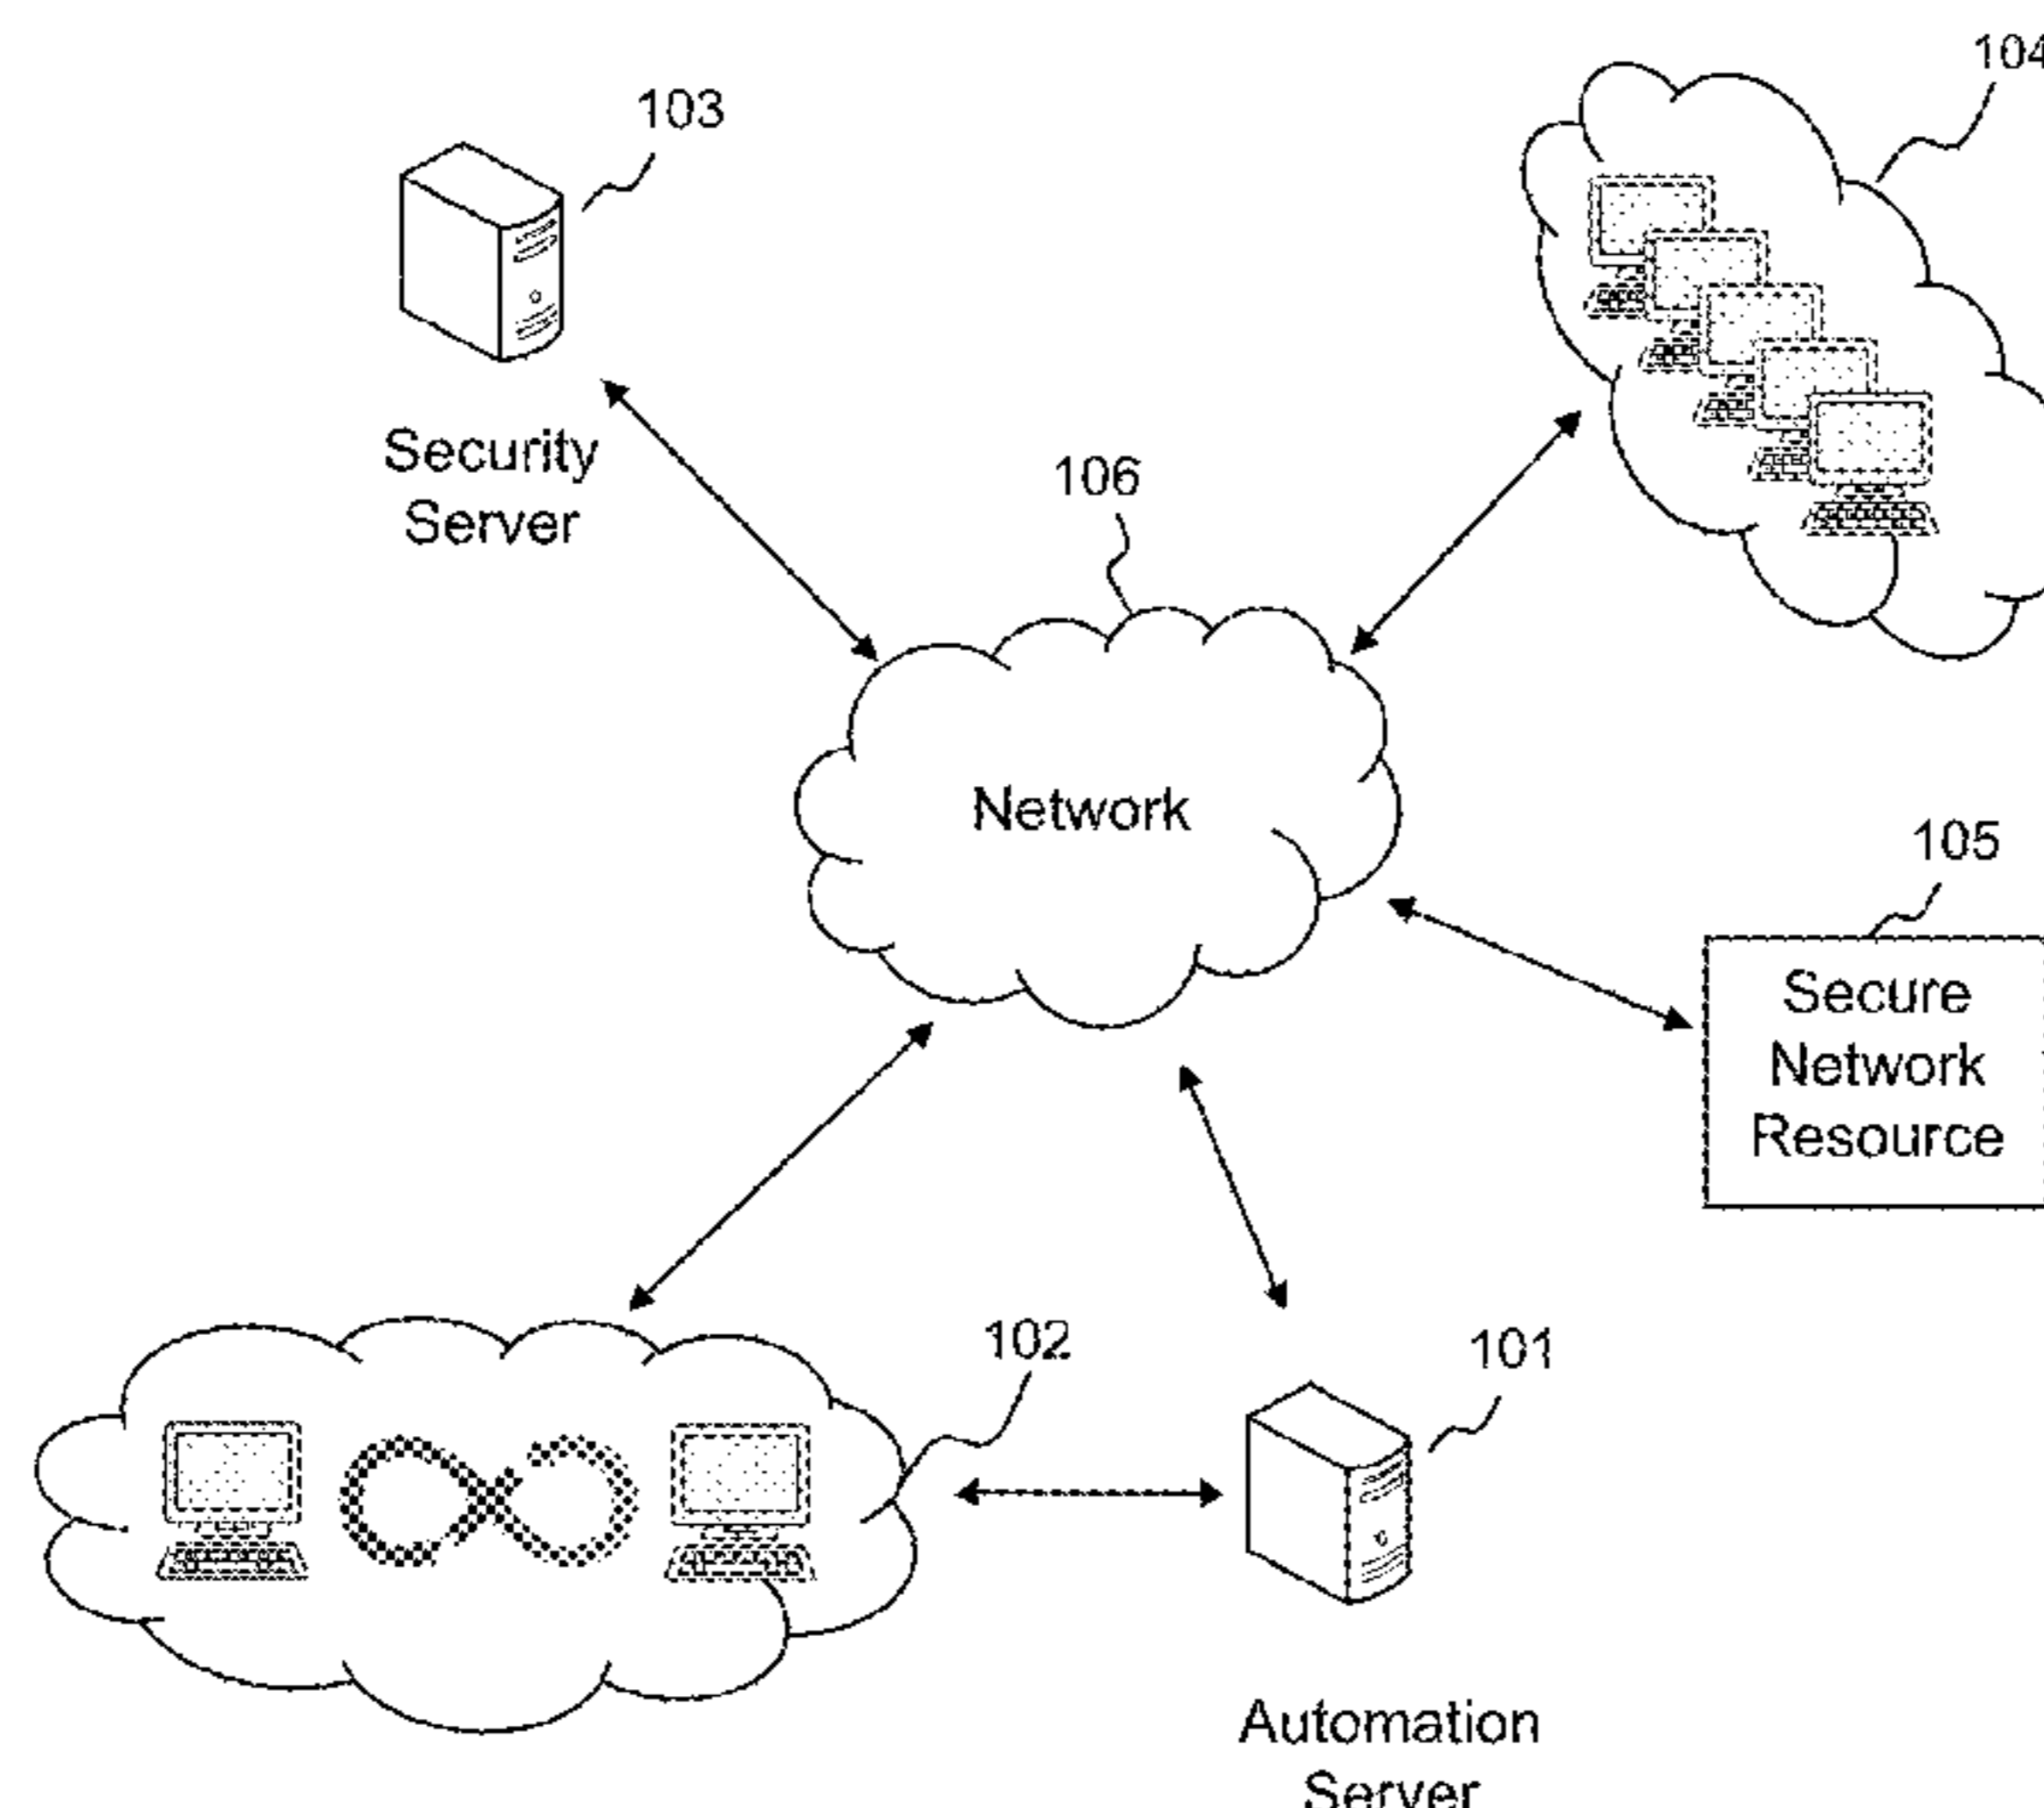 104
103
Security
Server
106
Network
105
Secure
Network
Resource
102
101
Automation
Server